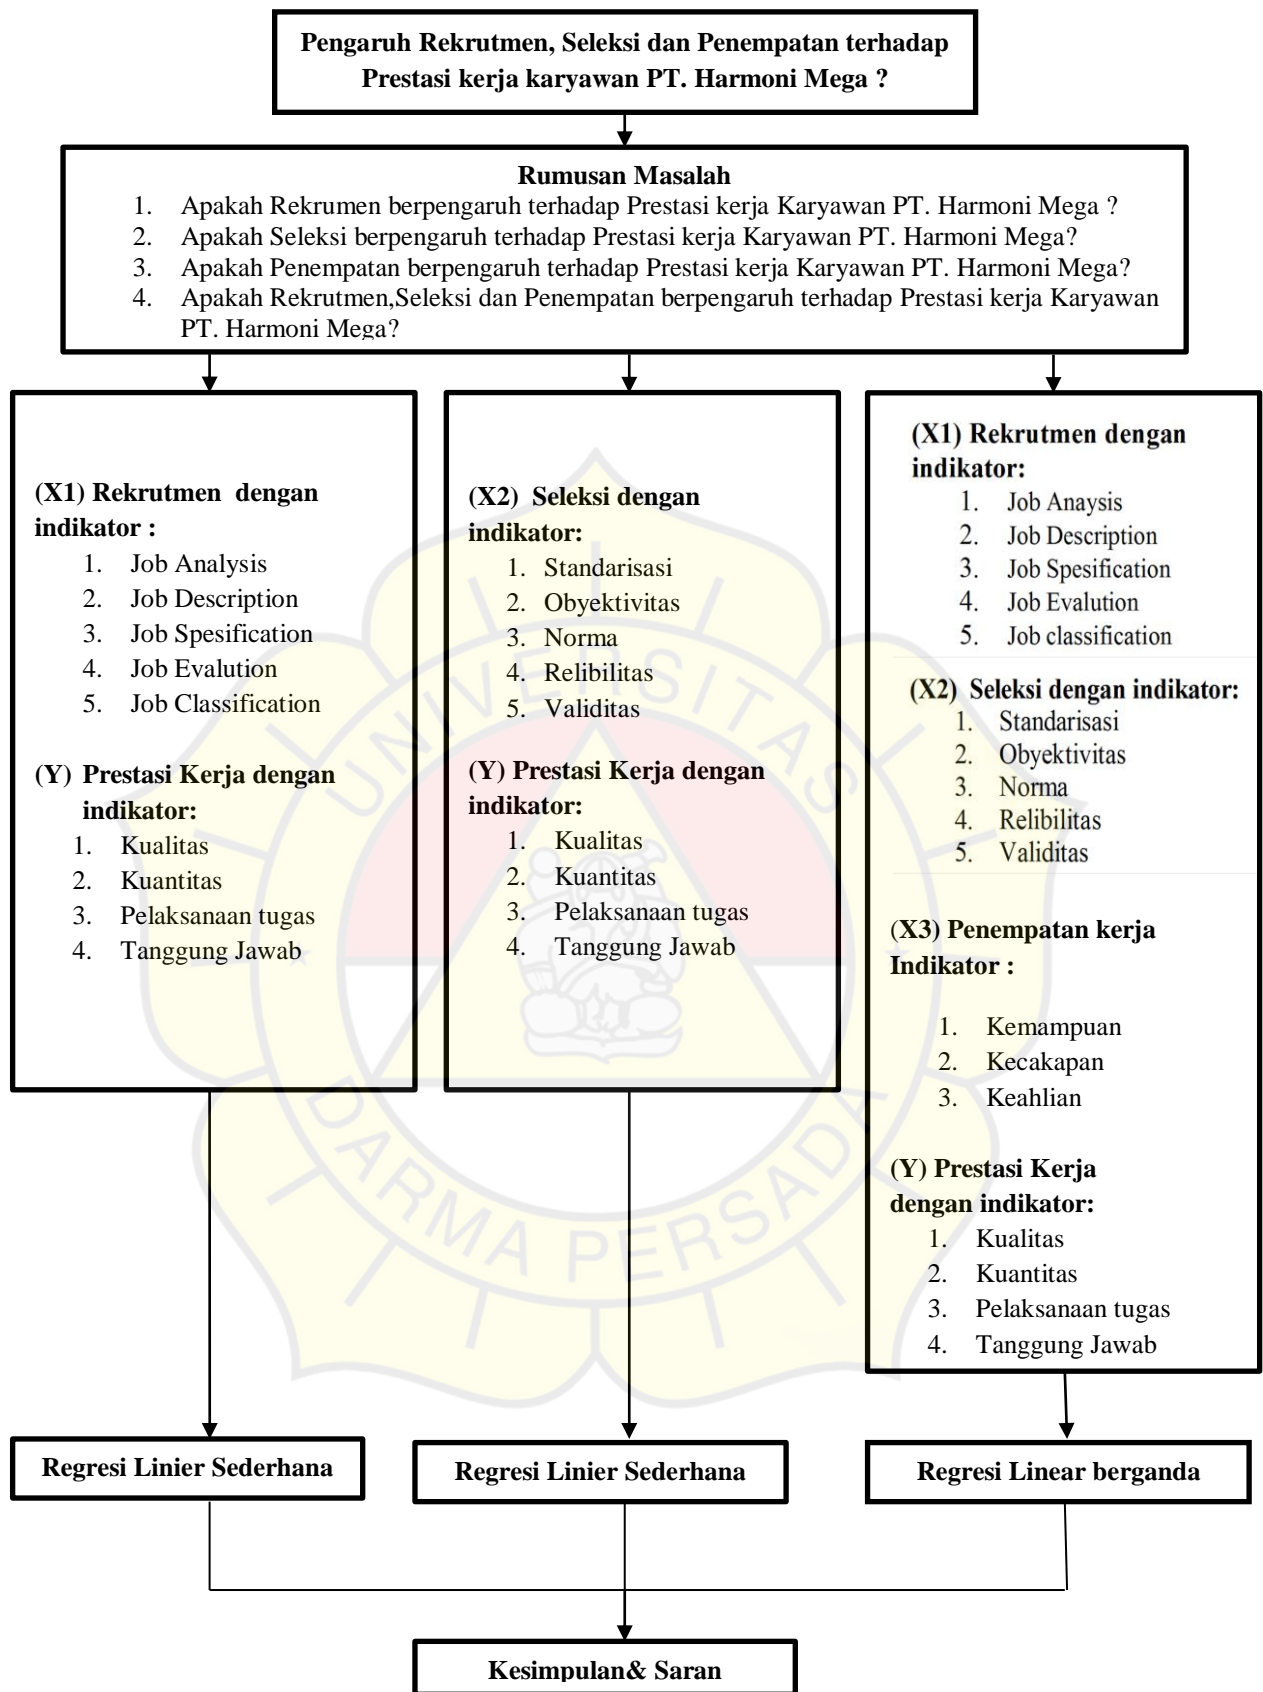 Pengaruh Rekrutmen, Seleksi dan Penempatan terhadap
Prestasi kerja karyawan PT. Harmoni Mega ?
Rumusan Masalah
1. Apakah Rekrumen berpengaruh terhadap Prestasi kerja Karyawan PT. Harmoni Mega ?
2. Apakah Seleksi berpengaruh terhadap Prestasi kerja Karyawan PT. Harmoni Mega?
3. Apakah Penempatan berpengaruh terhadap Prestasi kerja Karyawan PT. Harmoni Mega?
4. Apakah Rekrutmen,Seleksi dan Penempatan berpengaruh terhadap Prestasi kerja Karyawan
PT. Harmoni Mega?
(X1) Rekrutmen dengan
indikator :
1. Job Analysis
2. Job Description
3. Job Spesification
4. Job Evalution
5. Job Classification
(Y) Prestasi Kerja dengan
indikator:
1. Kualitas
2. Kuantitas
3. Pelaksanaan tugas
4. Tanggung Jawab
(X2) Seleksi dengan
indikator:
1. Standarisasi
2. Obyektivitas
3. Norma
4. Relibilitas
5. Validitas
(Y) Prestasi Kerja dengan
indikator:
1. Kualitas
2. Kuantitas
3. Pelaksanaan tugas
4. Tanggung Jawab
(X1) Rekrutmen dengan
indikator:
1. Job Anaysis
2. Job Description
3. Job Spesification
4. Job Evalution
5. Job classification
(X2) Seleksi dengan indikator:
1. Standarisasi
2. Obyektivitas
3. Norma
4. Relibilitas
5. Validitas
(X3) Penempatan kerja
Indikator :
1. Kemampuan
2. Kecakapan
3. Keahlian
(Y) Prestasi Kerja
dengan indikator:
1. Kualitas
2. Kuantitas
3. Pelaksanaan tugas
4. Tanggung Jawab
UNIVERSITAS
DARMA PERSADA
Regresi Linier Sederhana
Regresi Linier Sederhana
Regresi Linear berganda
Kesimpulan& Saran